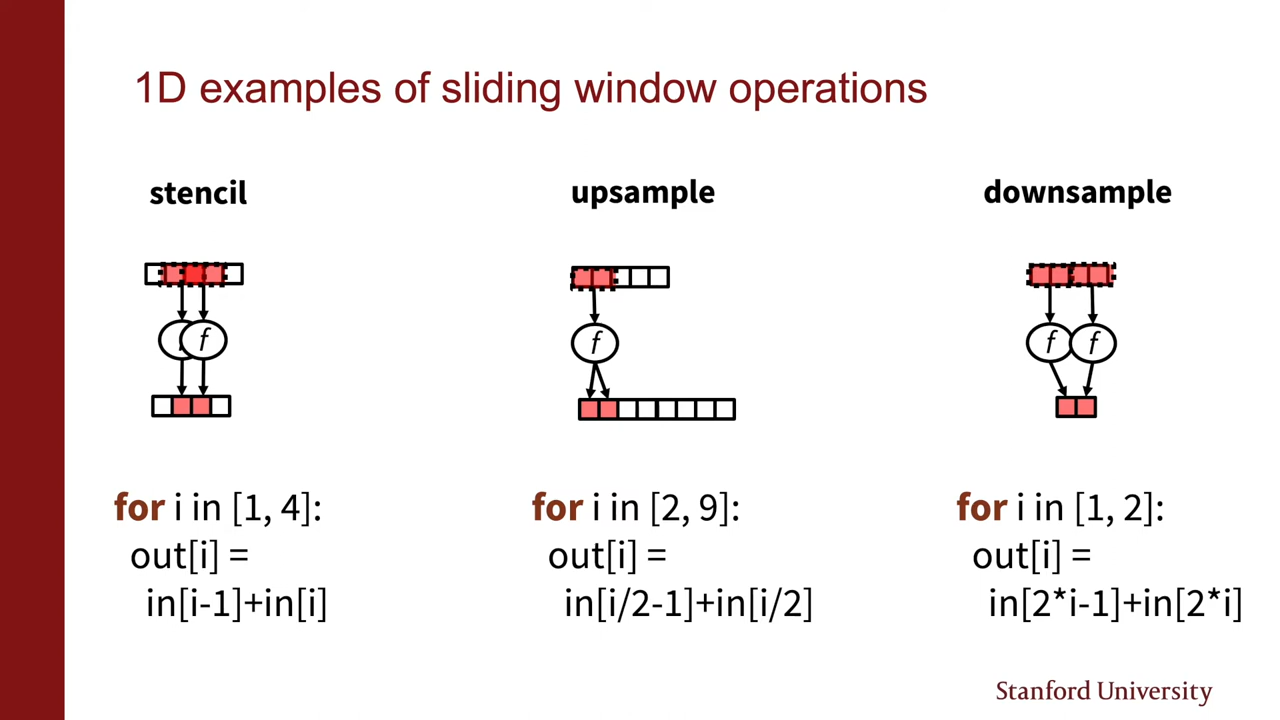 1D examples of sliding window operations
stencil
f
for i in [1, 4]:
out[i] =
in[i-1]+in[i]
upsample
f
for i in [2, 9]:
out[i] =
in[i/2-1]+in[i/2]
downsample
f f
for i in [1, 2]:
out[i] =
in[2*i-1]+in[2*i]
Stanford University